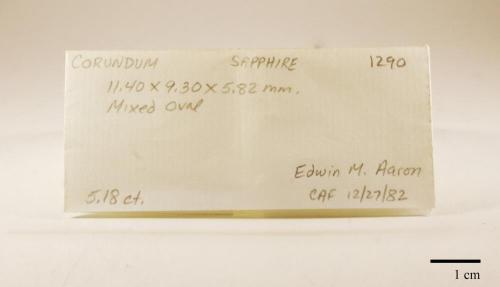 CORUNDUM SAPPHIRE 1290
11.40 x 9.30 x 5.82 mm.
Mixed Oval
Edwin M. Aaron
5.18 ct. CAF 12/27/82
1 cm